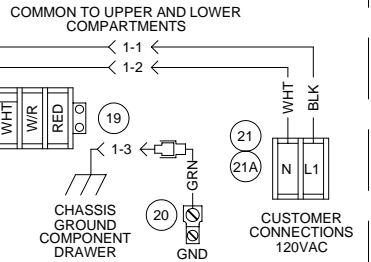 COMMON TO UPPER AND LOWER
COMPARTMENTS
1-1
1-2
WHT
BLK
WHT
W/R
RED
19
1-3
21
21A
N
L1
GRN
CHASSIS
GROUND
COMPONENT
DRAWER
20
GND
CUSTOMER
CONNECTIONS
120VAC